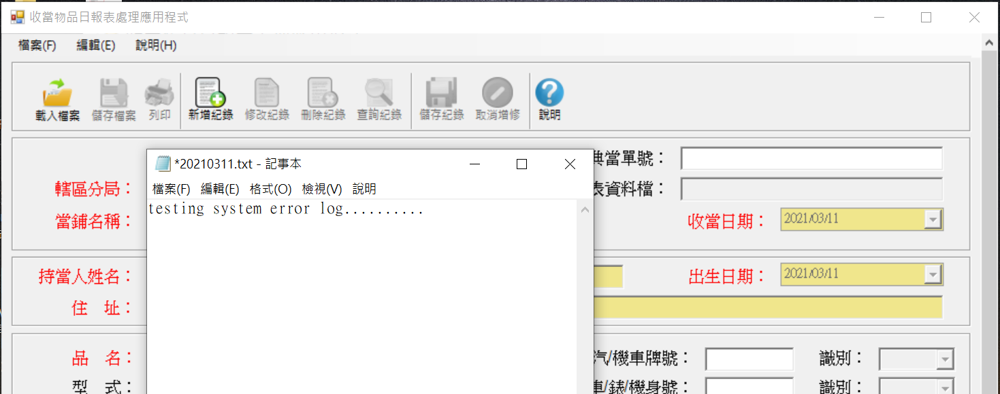 收當物品日報表處理應用程式
檔案(F) 編輯(E) 說明(H)
載入檔案 儲存檔案 列印 新增紀錄 修改紀錄 刪除紀錄 查詢紀錄 儲存紀錄 取消增修 說明
典當單號：
*20210311.txt - 記事本
轄區分局：
表資料檔：
檔案(F) 編輯(E) 格式(O) 檢視(V) 說明
testing system error log..........
當鋪名稱：
收當日期： 2021/03/11
持當人姓名：
出生日期： 2021/03/11
住 址：
品 名：
汽/機車牌號： 識別：
型 式：
車/錶/機身號： 識別：